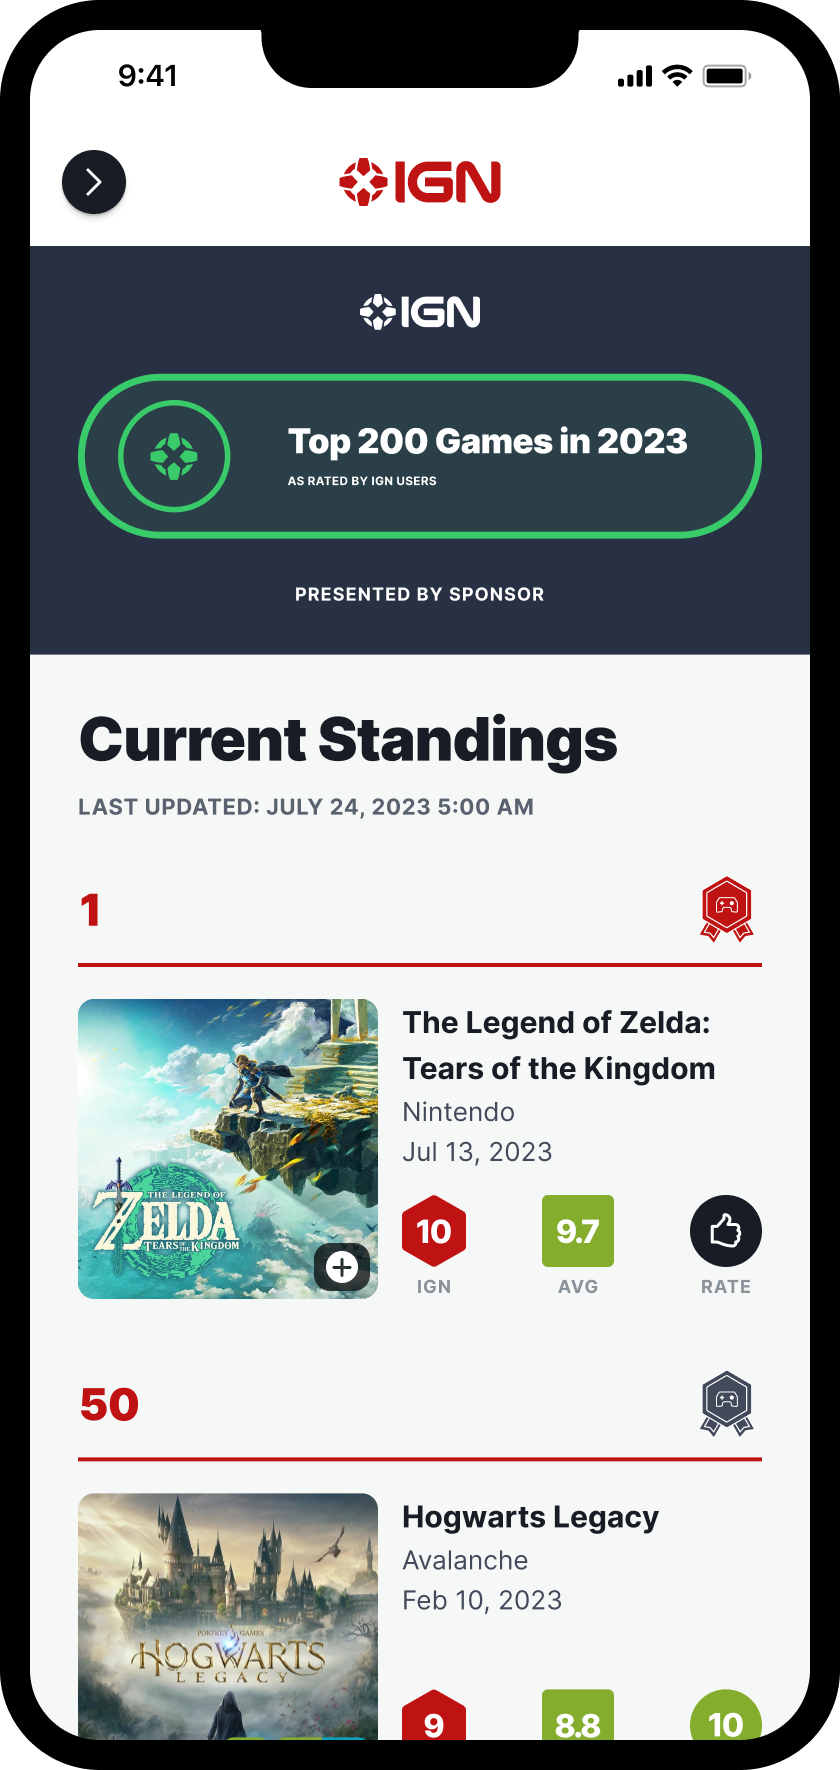 9:41
IGN
IGN
Top 200 Games in 2023
AS RATED BY IGN USERS
PRESENTED BY SPONSOR
Current Standings
LAST UPDATED: JULY 24, 2023 5:00 AM
1
The Legend of Zelda:
Tears of the Kingdom
Nintendo
Jul 13, 2023
THE LEGEND OF
ZELDA
TEARS OF THE KINGDOM
10
9.7
IGN
AVG
RATE
50
Hogwarts Legacy
Avalanche
Feb 10, 2023
PORTKEY GAMES
HOGWARTS
LEGACY
9
8.8
10